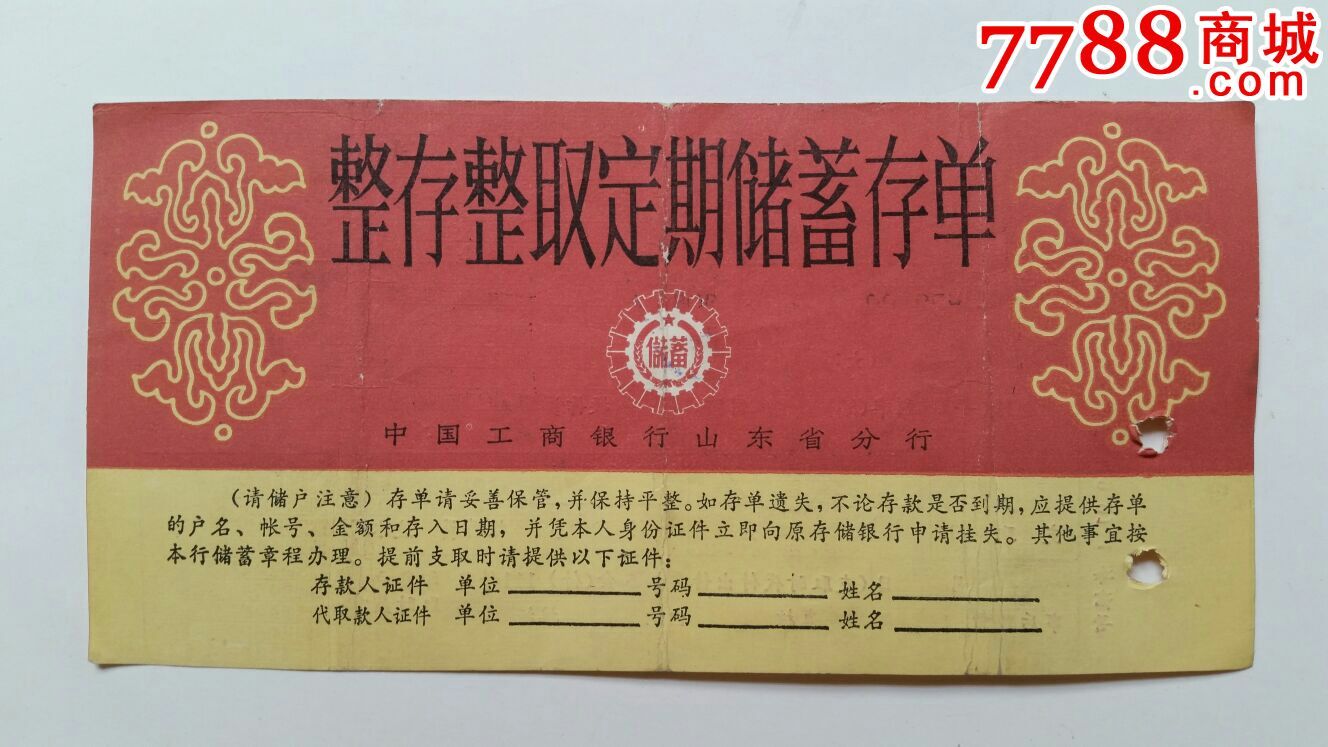 7788商城
.com
整存整取定期储蓄存单
儲蓄
中国工商银行山东省分行
(请储户注意)存单请妥善保管,并保持平整。如存单遗失,不论存款是否到期,应提供存单
的户名、帐号、金额和存入日期,并凭本人身份证件立即向原存储银行申请挂失。其他事宜按
本行储蓄章程办理。提前支取时请提供以下证件:
存款人证件 单位 号码 姓名
代取款人证件 单位 号码 姓名